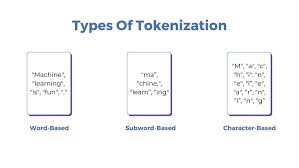 Types Of Tokenization
"Machine",
"learning",
"is", "fun", "."
Word-Based
"ma",
"chine,",
"learn", "ing"
Subword-Based
"M", "a", "c",
"h", "i", "n",
"e", "l", "e",
"a", "r", "n",
"i", "n", "g"
Character-Based